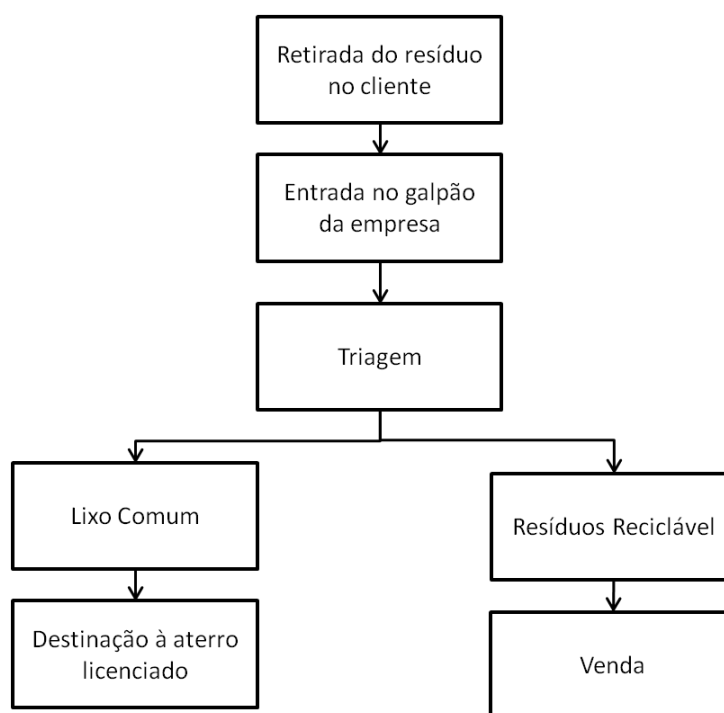 Retirada do resíduo
no cliente
Entrada no galpão
da empresa
Triagem
Lixo Comum
Resíduos Reciclável
Destinação à aterro
licenciado
Venda